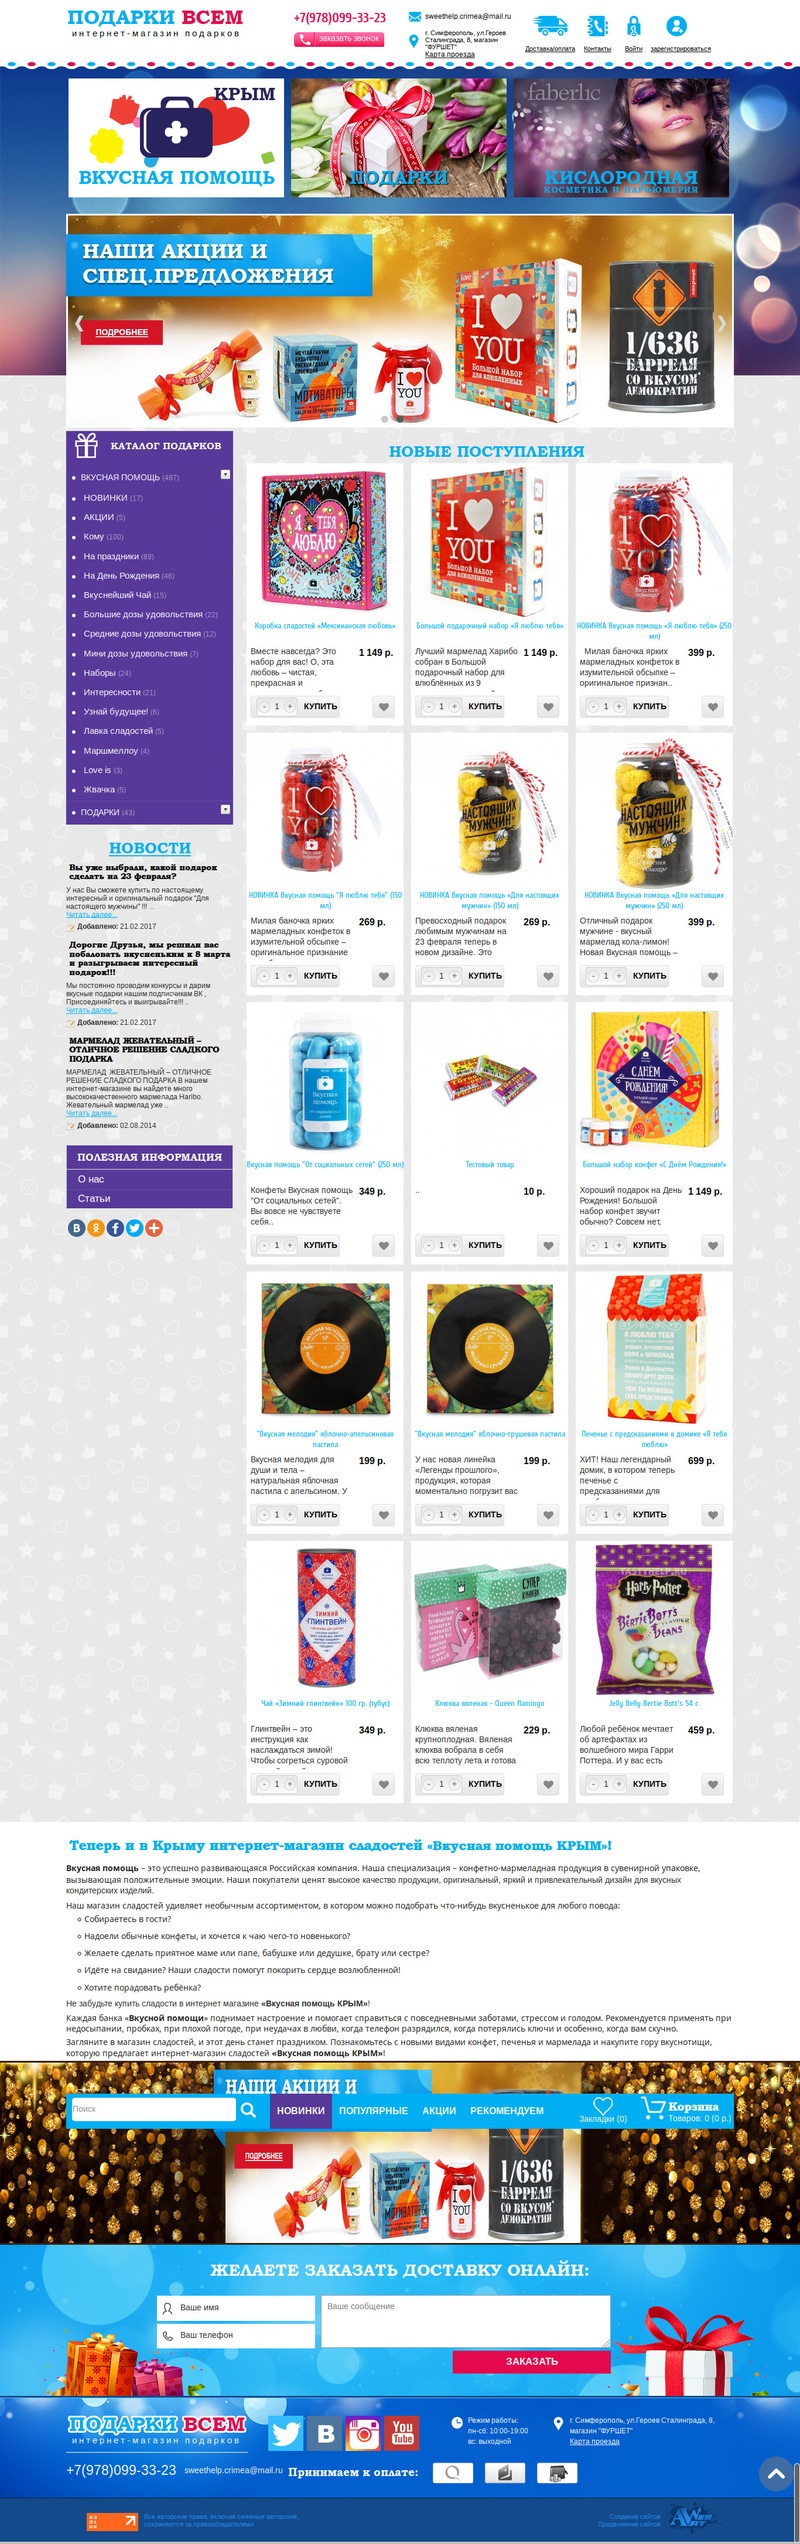 ПОДАРКИ ВСЕМ
интернет-магазин подарков
+7(978)099-33-23
заказать звонок
sweethelp.crimea@mail.ru
г. Симферополь, ул.Героев
Сталинграда, 8, магазин
"ФУРШЕТ"
Карта проезда
Доставка/оплата
Контакты
Войти
зарегистрироваться
КРЫМ
ВКУСНАЯ ПОМОЩЬ
ПОДАРКИ
faberlic
КИСЛОРОДНАЯ
КОСМЕТИКА И ПАРФЮМЕРИЯ
НАШИ АКЦИИ И
СПЕЦ.ПРЕДЛОЖЕНИЯ
ПОДРОБНЕЕ
МОТИВАТОРЫ
I
YOU
I
YOU
Большой набор
для влюбленных
1/636
БАРРЕЛЯ
СО ВКУСОМ
ДЕМОКРАТИИ
КАТАЛОГ ПОДАРКОВ
ВКУСНАЯ ПОМОЩЬ (487)
НОВИНКИ (17)
АКЦИИ (5)
Кому (100)
На праздники (89)
На День Рождения (46)
Вкуснейший Чай (15)
Большие дозы удовольствия (22)
Средние дозы удовольствия (12)
Мини дозы удовольствия (7)
Наборы (24)
Интересности (21)
Узнай будущее! (6)
Лавка сладостей (5)
Маршмеллоу (4)
Love is (3)
Жвачка (5)
ПОДАРКИ (43)
НОВОСТИ
Вы уже выбрали, какой подарок
сделать на 23 февраля?
У нас Вы сможете купить по настоящему
интересный и оригинальный подарок "Для
настоящего мужчины" !!! ..
Читать далее...
Добавлено: 21.02.2017
Дорогие Друзья, мы решили вас
побаловать вкусненьким к 8 марта
и разыгрываем интересный
подарок!!!
Мы постоянно проводим конкурсы и дарим
вкусные подарки нашим подписчикам ВК ,
Присоединяйтесь и выигрывайте!!! ..
Читать далее...
Добавлено: 21.02.2017
МАРМЕЛАД ЖЕВАТЕЛЬНЫЙ –
ОТЛИЧНОЕ РЕШЕНИЕ СЛАДКОГО
ПОДАРКА
МАРМЕЛАД ЖЕВАТЕЛЬНЫЙ – ОТЛИЧНОЕ
РЕШЕНИЕ СЛАДКОГО ПОДАРКА В нашем
интернет-магазине вы найдете много
высококачественного мармелада Haribo.
Жевательный мармелад уже ..
Читать далее...
Добавлено: 02.08.2014
ПОЛЕЗНАЯ ИНФОРМАЦИЯ
О нас
Статьи
НОВЫЕ ПОСТУПЛЕНИЯ
Коробка сладостей «Мексиканская любовь»
Вместе навсегда? Это
набор для вас! О, эта
любовь – чистая,
прекрасная и
1 149 р.
- 1 + КУПИТЬ
Большой подарочный набор «Я люблю тебя»
Лучший мармелад Харибо
собран в Большой
подарочный набор для
влюблённых из 9
1 149 р.
- 1 + КУПИТЬ
НОВИНКА Вкусная помощь «Я люблю тебя» (250
мл)
Милая баночка ярких
мармеладных конфеток в
изумительной обсыпке –
оригинальное признан..
399 р.
- 1 + КУПИТЬ
НОВИНКА Вкусная помощь "Я люблю тебя" (150
мл)
Милая баночка ярких
мармеладных конфеток в
изумительной обсыпке –
оригинальное признание
269 р.
- 1 + КУПИТЬ
НОВИНКА Вкусная помощь «Для настоящих
мужчин» (150 мл)
Превосходный подарок
любимым мужчинам на
23 февраля теперь в
новом дизайне. Это
269 р.
- 1 + КУПИТЬ
НОВИНКА Вкусная помощь «Для настоящих
мужчин» (250 мл)
Отличный подарок
мужчине - вкусный
мармелад кола-лимон!
Новая Вкусная помощь –
399 р.
- 1 + КУПИТЬ
Вкусная помощь "От социальных сетей" (250 мл)
Конфеты Вкусная помощь
"От социальных сетей".
Вы вовсе не чувствуете
себя..
349 р.
- 1 + КУПИТЬ
Тестовый товар
..
10 р.
- 1 + КУПИТЬ
Большой набор конфет «С Днём Рождения!»
Хороший подарок на День
Рождения! Большой
набор конфет звучит
обычно? Совсем нет,
1 149 р.
- 1 + КУПИТЬ
"Вкусная мелодия" яблочно-апельсиновая
пастила
Вкусная мелодия для
души и тела –
натуральная яблочная
пастила с апельсином. У
199 р.
- 1 + КУПИТЬ
"Вкусная мелодия" яблочно-грушевая пастила
У нас новая линейка
«Легенды прошлого»,
продукция, которая
моментально погрузит вас
199 р.
- 1 + КУПИТЬ
Печенье с предсказаниями в домике «Я тебя
люблю»
ХИТ! Наш легендарный
домик, в котором теперь
печенье с
предсказаниями для
699 р.
- 1 + КУПИТЬ
Чай «Зимний глинтвейн» 100 гр. (тубус)
Глинтвейн – это
инструкция как
наслаждаться зимой!
Чтобы согреться суровой
349 р.
- 1 + КУПИТЬ
Клюква вяленая - Queen flamingo
Клюква вяленая
крупноплодная. Вяленая
клюква вобрала в себя
всю теплоту лета и готова
229 р.
- 1 + КУПИТЬ
Jelly Belly Bertie Bott's 54 г.
Любой ребёнок мечтает
об артефактах из
волшебного мира Гарри
Поттера. И у вас есть
459 р.
- 1 + КУПИТЬ
Теперь и в Крыму интернет-магазин сладостей «Вкусная помощь КРЫМ»!
Вкусная помощь – это успешно развивающаяся Российская компания. Наша специализация – конфетно-мармеладная продукция в сувенирной упаковке,
вызывающая положительные эмоции. Наши покупатели ценят высокое качество продукции, оригинальный, яркий и привлекательный дизайн для вкусных
кондитерских изделий.
Наш магазин сладостей удивляет необычным ассортиментом, в котором можно подобрать что-нибудь вкусненькое для любого повода:
Собираетесь в гости?
Надоели обычные конфеты, и хочется к чаю чего-то новенького?
Желаете сделать приятное маме или папе, бабушке или дедушке, брату или сестре?
Идёте на свидание? Наши сладости помогут покорить сердце возлюбленной!
Хотите порадовать ребёнка?
Не забудьте купить сладости в интернет магазине «Вкусная помощь КРЫМ»!
Каждая банка «Вкусной помощи» поднимает настроение и помогает справиться с повседневными заботами, стрессом и голодом. Рекомендуется применять при
недосыпании, пробках, при плохой погоде, при неудачах в любви, когда телефон разрядился, когда потерялись ключи и особенно, когда вам скучно.
Загляните в магазин сладостей, и этот день станет праздником. Познакомьтесь с новыми видами конфет, печенья и мармелада и накупите гору вкуснотищи,
которую предлагает интернет-магазин сладостей «Вкусная помощь КРЫМ»!
НАШИ АКЦИИ И
Поиск
НОВИНКИ
ПОПУЛЯРНЫЕ
АКЦИИ
РЕКОМЕНДУЕМ
Закладки (0)
Корзина
Товаров: 0 (0 р.)
ПОДРОБНЕЕ
МОТИВАТОРЫ
I
YOU
1/636
БАРРЕЛЯ
СО ВКУСОМ
ДЕМОКРАТИИ
ЖЕЛАЕТЕ ЗАКАЗАТЬ ДОСТАВКУ ОНЛАЙН:
Ваше имя
Ваш телефон
Ваше сообщение
ЗАКАЗАТЬ
ПОДАРКИ ВСЕМ
интернет-магазин подарков
You
Tube
Режим работы:
пн-сб: 10:00-19:00
вс: выходной
г. Симферополь, ул.Героев Сталинграда, 8,
магазин "ФУРШЕТ"
Карта проезда
+7(978)099-33-23
sweethelp.crimea@mail.ru
Принимаем к оплате:
Все авторские права, включая смежные авторские,
сохраняются за правообладателями
Создание сайтов
Продвижение сайтов